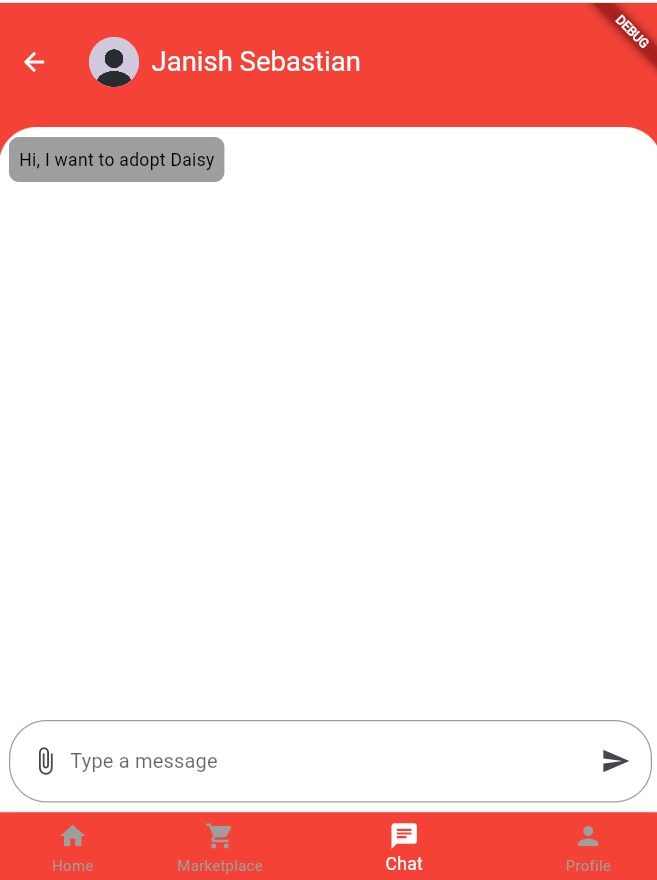 DEBUG
Janish Sebastian
Hi, I want to adopt Daisy
Type a message
Home
Marketplace
Chat
Profile